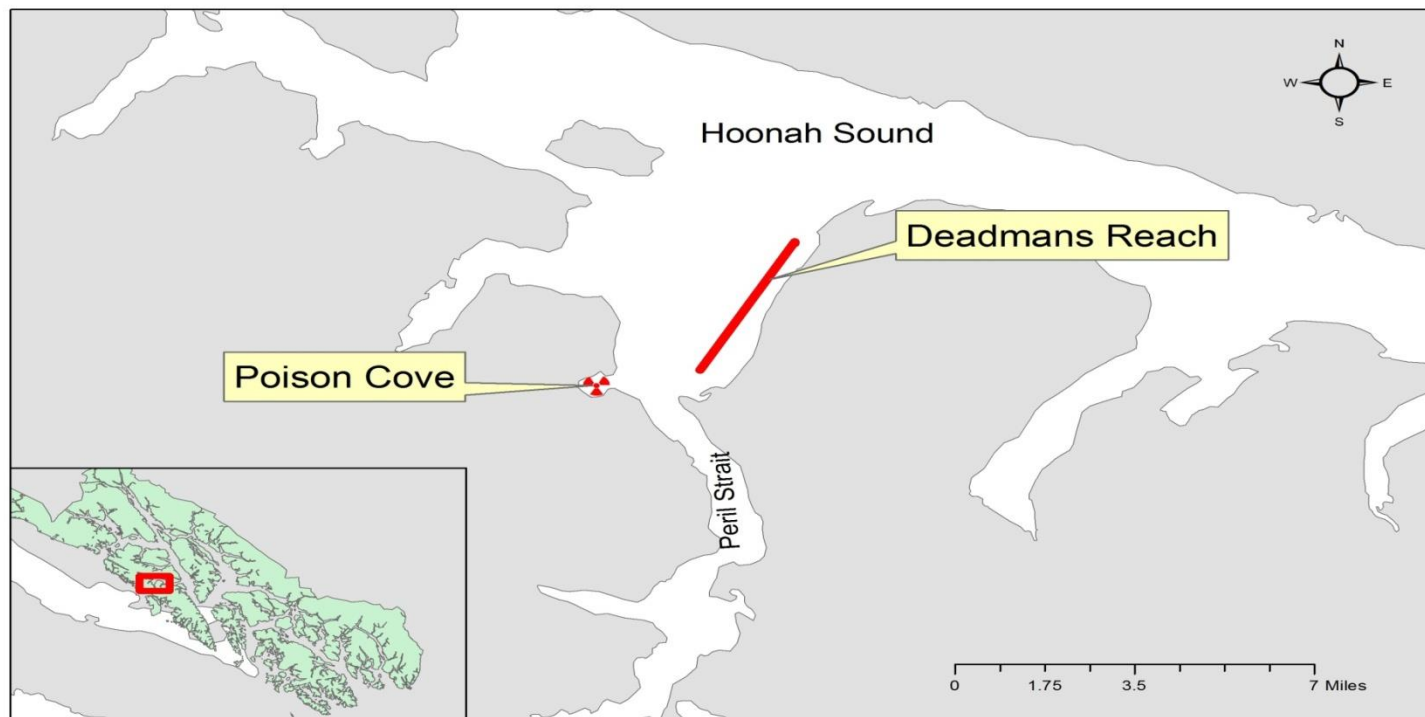 N
W E
S
Hoonah Sound
Deadmans Reach
Poison Cove
Peril Strait
0 1.75 3.5 7 Miles